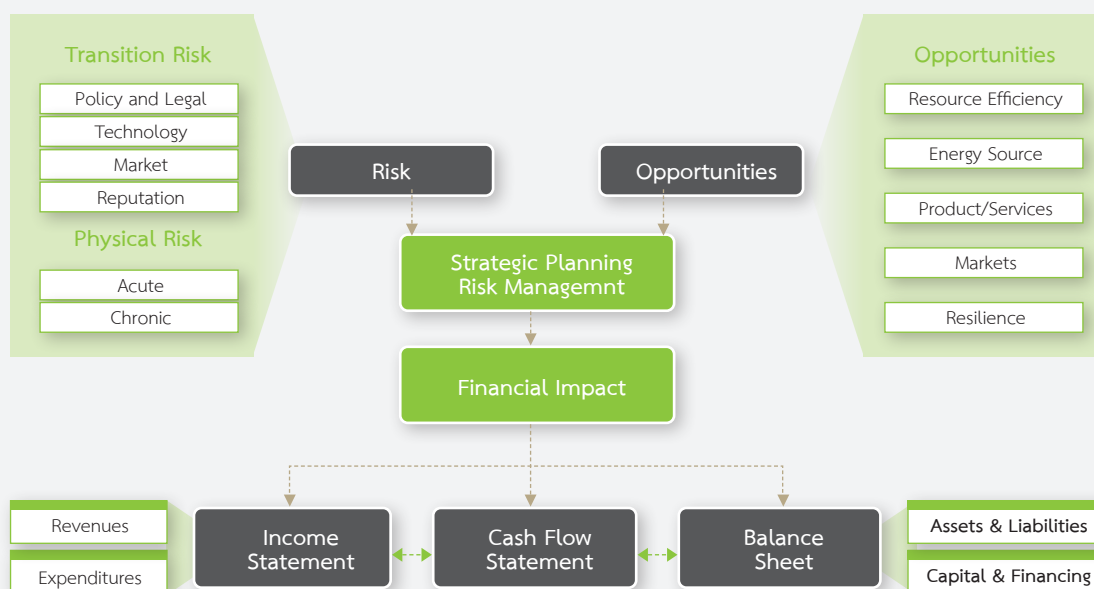 Transition Risk
Policy and Legal
Technology
Market
Reputation
Physical Risk
Acute
Chronic
Risk
Opportunities
Opportunities
Resource Efficiency
Energy Source
Product/Services
Markets
Resilience
Strategic Planning
Risk Managemnt
Financial Impact
Revenues
Expenditures
Income
Statement
Cash Flow
Statement
Balance
Sheet
Assets & Liabilities
Capital & Financing